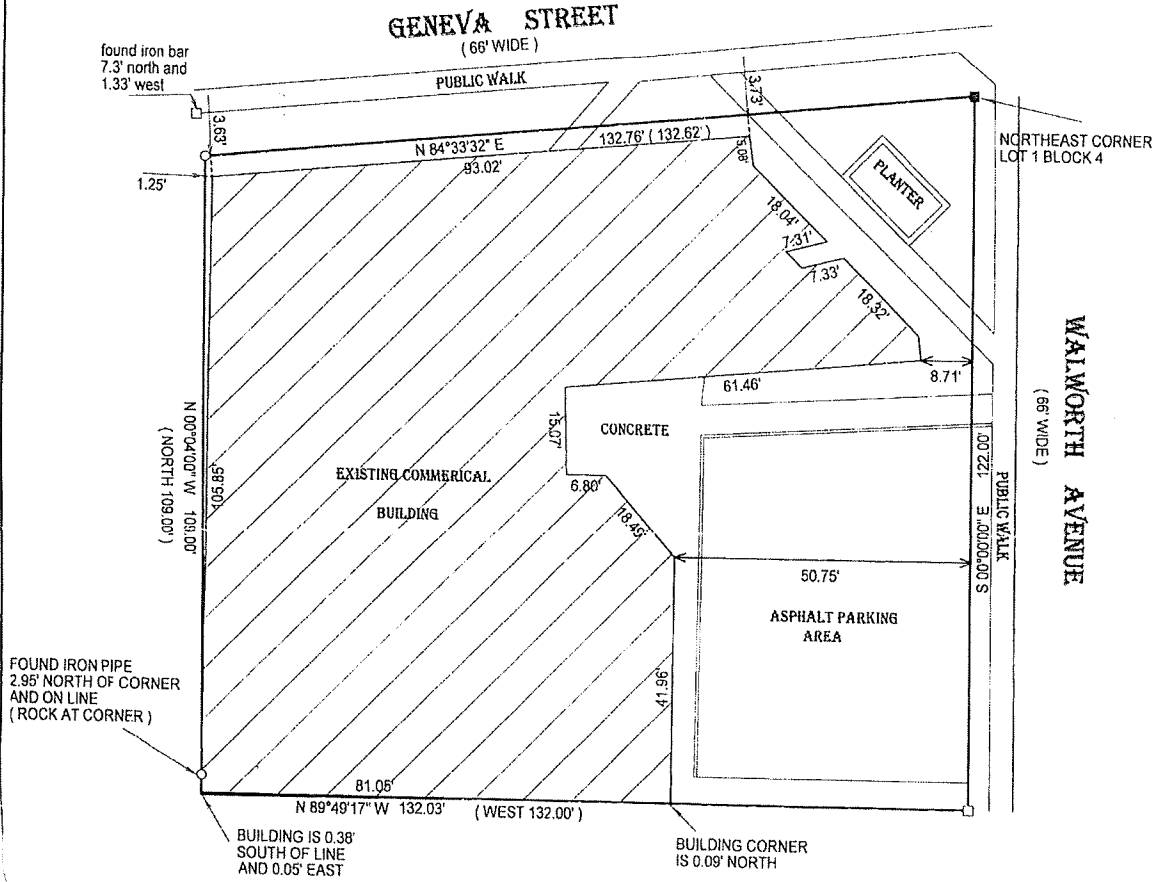 GENEVA STREET
( 66' WIDE )
found iron bar
7.3' north and
1.33' west
PUBLIC WALK
3.63'
3.73'
132.76' ( 132.62' )
N 84°33'32" E
93.02'
5.08'
1.25'
NORTHEAST CORNER
LOT 1 BLOCK 4
PLANTER
18.04'
7.31'
7.33'
18.32'
8.71'
61.46'
WALWORTH AVENUE
( 66' WIDE )
N 00°04'00" W 109.00'
( NORTH 109.00' )
105.85'
15.07'
CONCRETE
EXISTING COMMERICAL
BUILDING
6.80'
18.49'
S 00°00'00" E 122.00'
PUBLIC WALK
50.75'
ASPHALT PARKING
AREA
41.96'
FOUND IRON PIPE
2.95' NORTH OF CORNER
AND ON LINE
( ROCK AT CORNER )
81.05'
N 89°49'17" W 132.03' ( WEST 132.00' )
BUILDING IS 0.38'
SOUTH OF LINE
AND 0.05' EAST
BUILDING CORNER
IS 0.09' NORTH